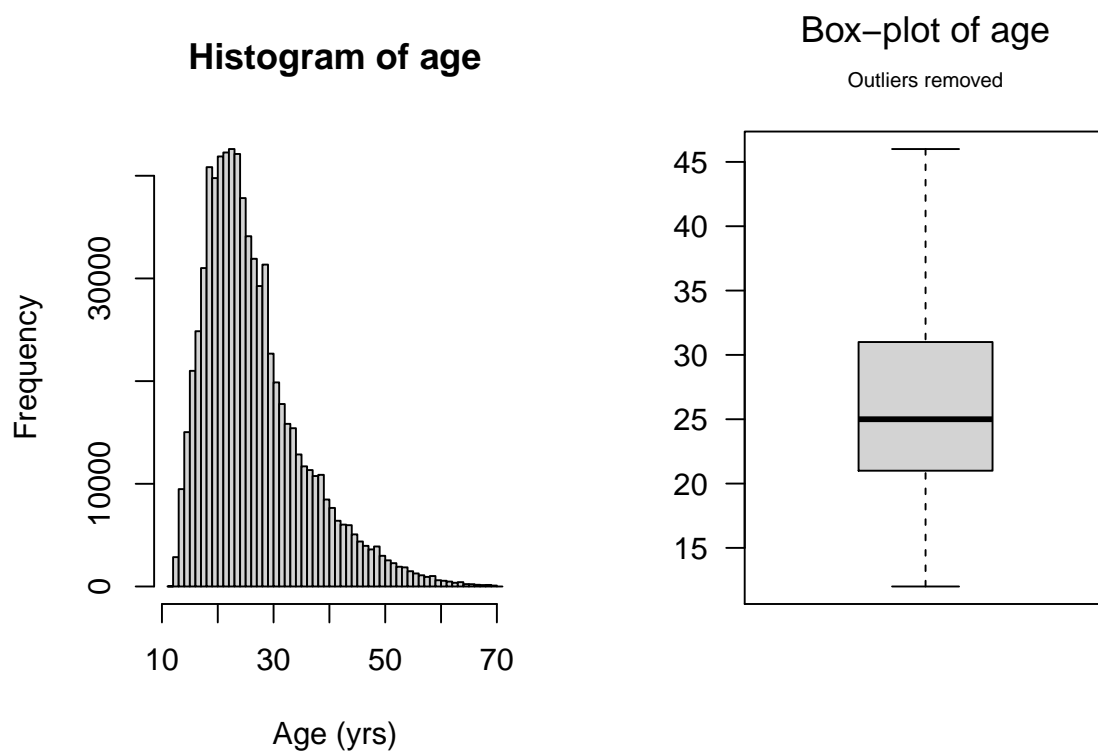 Histogram of age
Frequency
0
10000
30000
10
30
50
70
Age (yrs)
Box−plot of age
Outliers removed
45
40
35
30
25
20
15